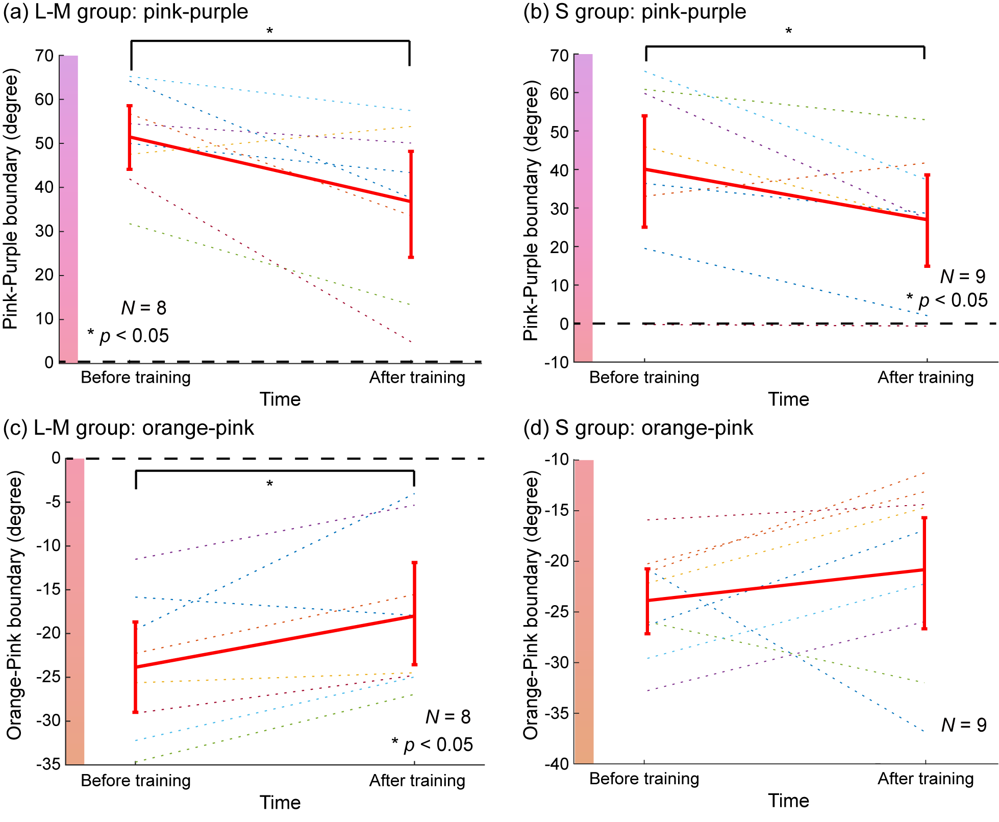 (a) L-M group: pink-purple
*
Pink-Purple boundary (degree)
70
60
50
40
30
20
10
0
N = 8
* p < 0.05
Before training
After training
Time
(b) S group: pink-purple
*
Pink-Purple boundary (degree)
70
60
50
40
30
20
10
0
-10
N = 9
* p < 0.05
Before training
After training
Time
(c) L-M group: orange-pink
*
Orange-Pink boundary (degree)
0
-5
-10
-15
-20
-25
-30
-35
N = 8
* p < 0.05
Before training
After training
Time
(d) S group: orange-pink
Orange-Pink boundary (degree)
-10
-15
-20
-25
-30
-35
-40
N = 9
Before training
After training
Time